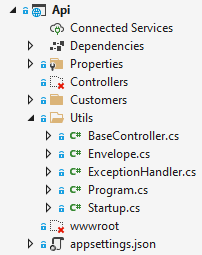 Api
Connected Services
Dependencies
Properties
Controllers
Customers
Utils
C# BaseController.cs
C# Envelope.cs
C# ExceptionHandler.cs
C# Program.cs
C# Startup.cs
wwwroot
appsettings.json